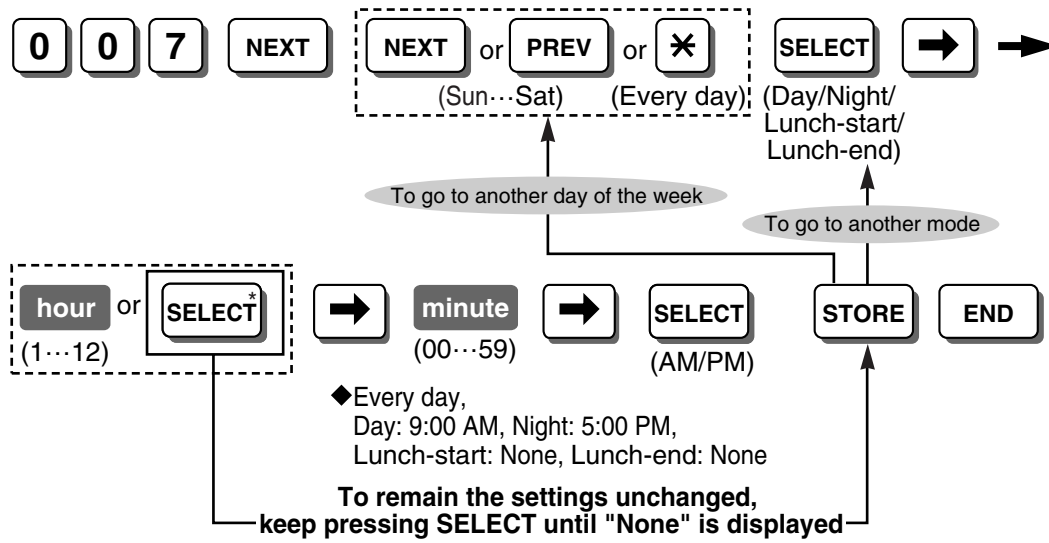 0 0 7 NEXT NEXT or PREV or ✱ SELECT
(Sun···Sat) (Every day) (Day/Night/
Lunch-start/
Lunch-end)
To go to another day of the week
To go to another mode
hour or SELECT* minute SELECT STORE END
(1···12) (00···59) (AM/PM)
◆Every day,
Day: 9:00 AM, Night: 5:00 PM,
Lunch-start: None, Lunch-end: None
To remain the settings unchanged,
keep pressing SELECT until "None" is displayed